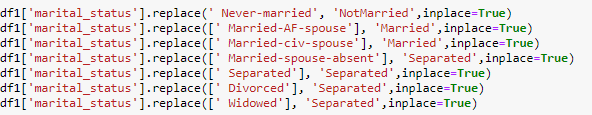 df1['marital_status'].replace(' Never-married', 'NotMarried',inplace=True)
df1['marital_status'].replace([' Married-AF-spouse'], 'Married',inplace=True)
df1['marital_status'].replace([' Married-civ-spouse'], 'Married',inplace=True)
df1['marital_status'].replace([' Married-spouse-absent'], 'Separated',inplace=True)
df1['marital_status'].replace([' Separated'], 'Separated',inplace=True)
df1['marital_status'].replace([' Divorced'], 'Separated',inplace=True)
df1['marital_status'].replace([' Widowed'], 'Separated',inplace=True)